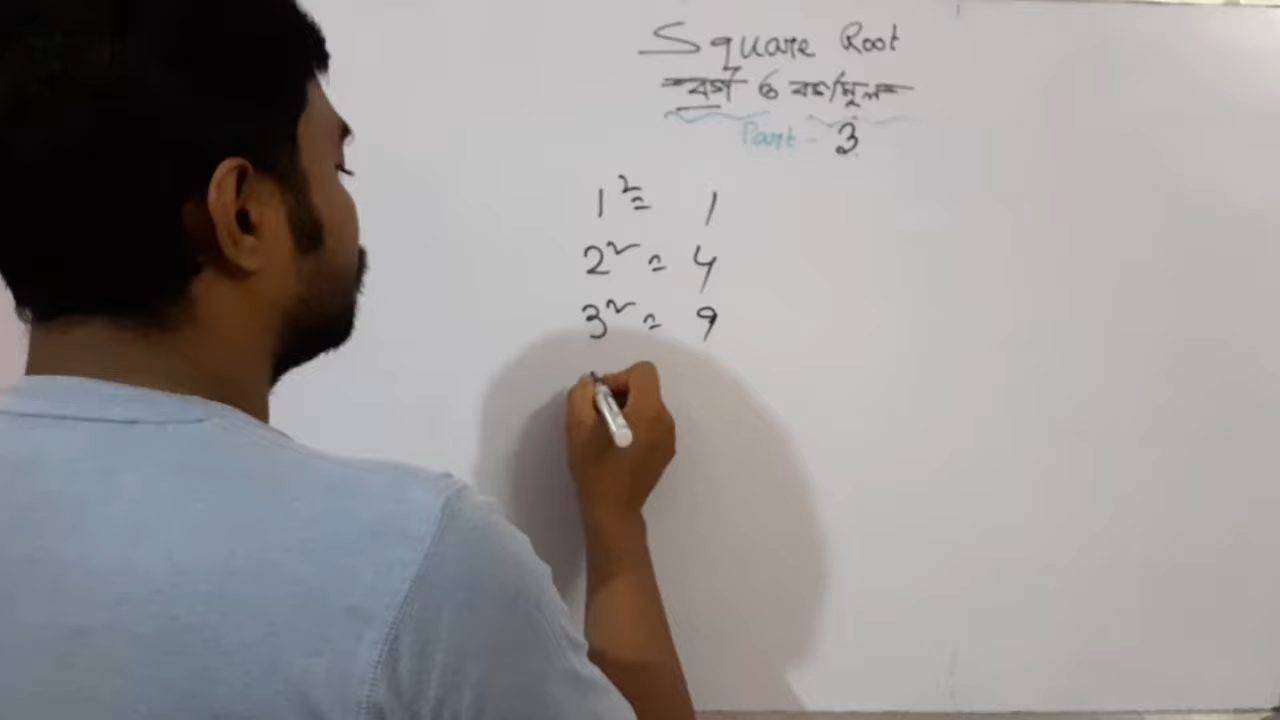 Square Root
বর্গ ও বর্গমূল
Part - 3
1² = 1
2² = 4
3² = 9